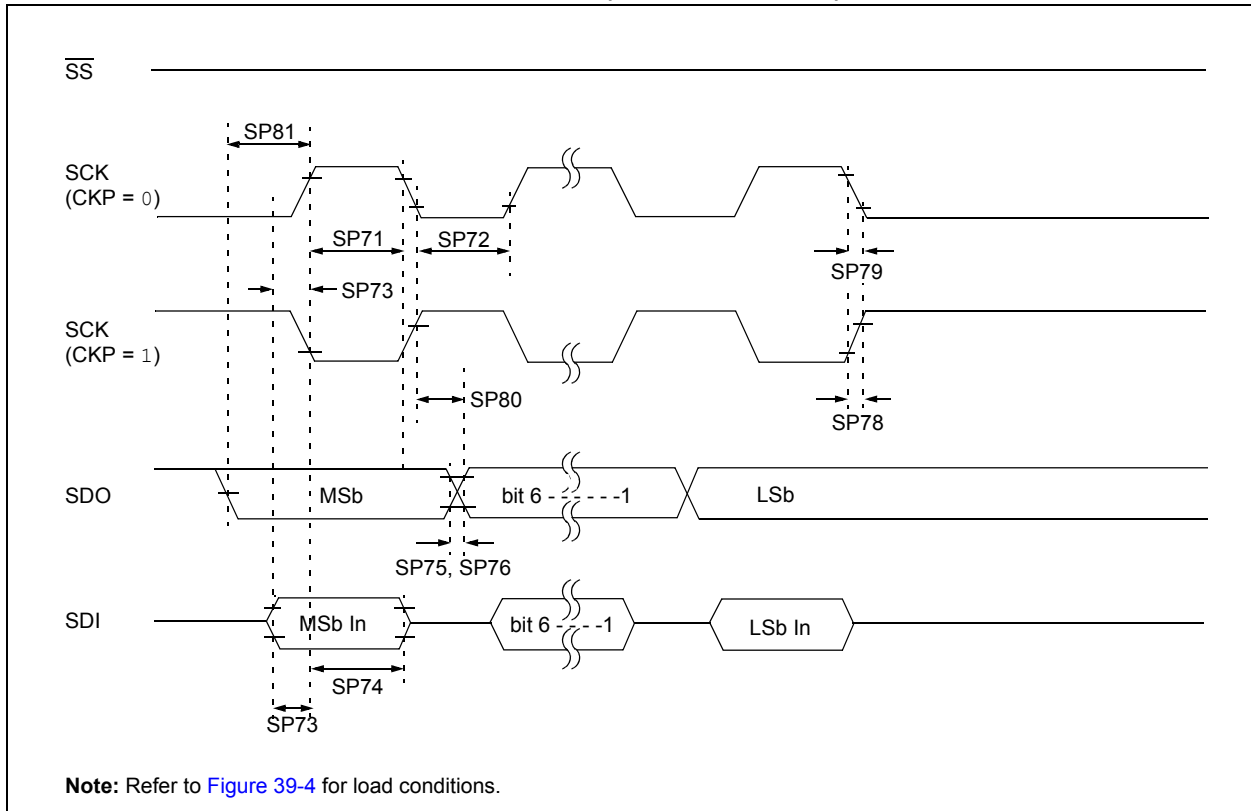 SS
SP81
SCK
(CKP = 0)
SP71
SP72
SP79
SP73
SCK
(CKP = 1)
SP80
SP78
SDO
MSb
bit 6 - - - - - -1
LSb
SP75, SP76
SDI
MSb In
bit 6 - - - -1
LSb In
SP74
SP73
Note: Refer to Figure 39-4 for load conditions.